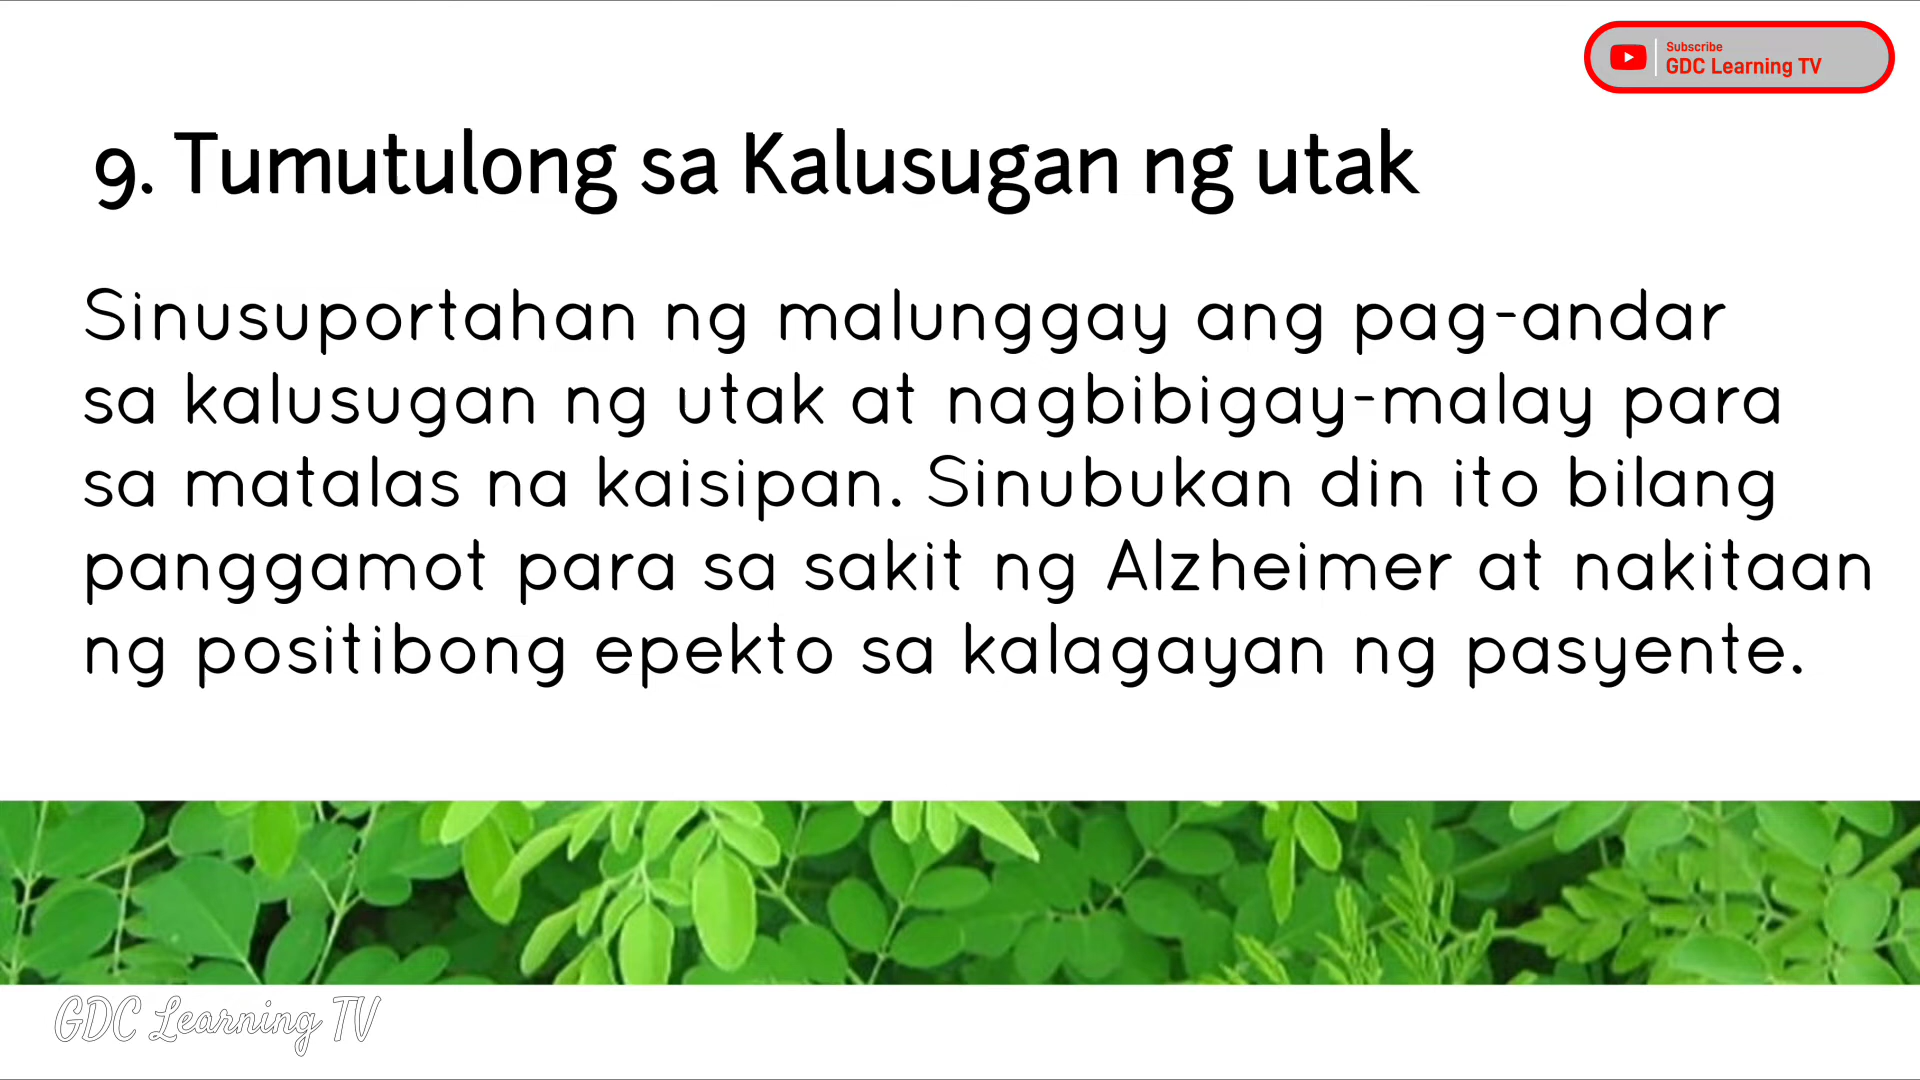 Subscribe
GDC Learning TV
9. Tumutulong sa Kalusugan ng utak
Sinusuportahan ng malunggay ang pag-andar
sa kalusugan ng utak at nagbibigay-malay para
sa matalas na kaisipan. Sinubukan din ito bilang
panggamot para sa sakit ng Alzheimer at nakitaan
ng positibong epekto sa kalagayan ng pasyente.
GDC Learning TV